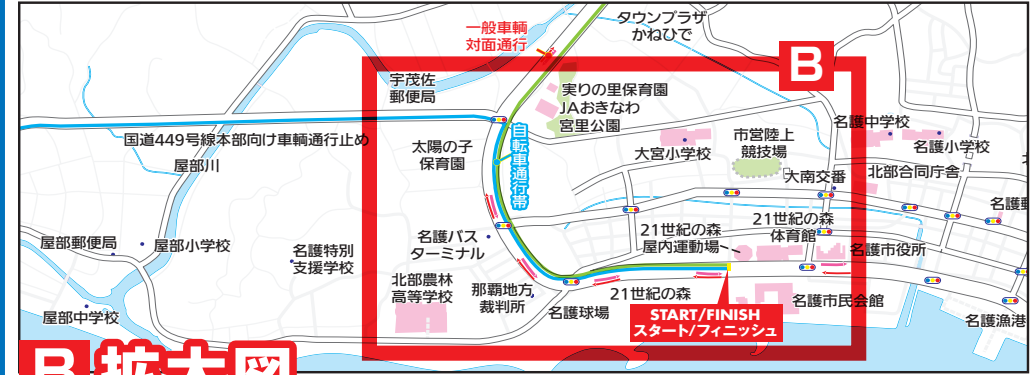 一般車輌
対面通行
タウンプラザ
かねひで
B
宇茂佐
郵便局
実りの里保育園
JAおきなわ
宮里公園
国道449号線本部向け車輌通行止め
屋部川
太陽の子
保育園
自転車通行帯
大宮小学校
市営陸上
競技場
名護中学校
名護小学校
大南交番
北部合同庁舎
屋部郵便局
屋部小学校
名護特別
支援学校
名護バス
ターミナル
21世紀の森
屋内運動場
21世紀の森
体育館
名護市役所
北部農林
高等学校
那覇地方
裁判所
名護球場
21世紀の森
名護市民会館
START/FINISH
スタート/フィニッシュ
屋部中学校
名護漁港
B 拡大図